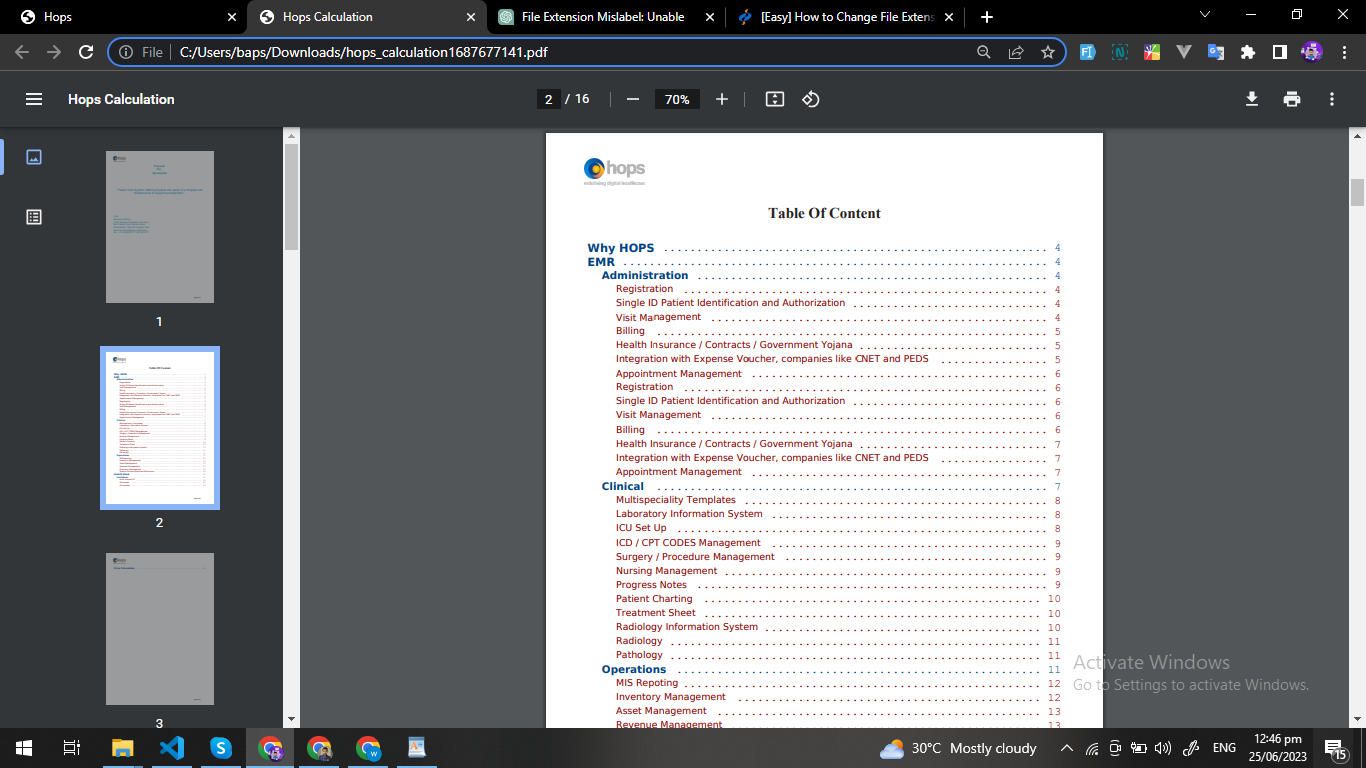 Hops
Hops Calculation
File Extension Mislabel: Unable
[Easy] How to Change File Extens
File
C:/Users/baps/Downloads/hops_calculation1687677141.pdf
Hops Calculation
2 / 16
70%
1
2
3
hops
redefining digital healthcare
Table Of Content
Why HOPS 4
EMR 4
Administration 4
Registration 4
Single ID Patient Identification and Authorization 4
Visit Management 4
Billing 5
Health Insurance / Contracts / Government Yojana 5
Integration with Expense Voucher, companies like CNET and PEDS 5
Appointment Management 6
Registration 6
Single ID Patient Identification and Authorization 6
Visit Management 6
Billing 6
Health Insurance / Contracts / Government Yojana 7
Integration with Expense Voucher, companies like CNET and PEDS 7
Appointment Management 7
Clinical 7
Multispeciality Templates 8
Laboratory Information System 8
ICU Set Up 8
ICD / CPT CODES Management 9
Surgery / Procedure Management 9
Nursing Management 9
Progress Notes 9
Patient Charting 10
Treatment Sheet 10
Radiology Information System 10
Radiology 11
Pathology 11
Operations 11
MIS Repoting 12
Inventory Management 12
Asset Management 13
Revenue Management 13
Activate Windows
Go to Settings to activate Windows.
30°C Mostly cloudy
ENG
12:46 pm
25/06/2023
15